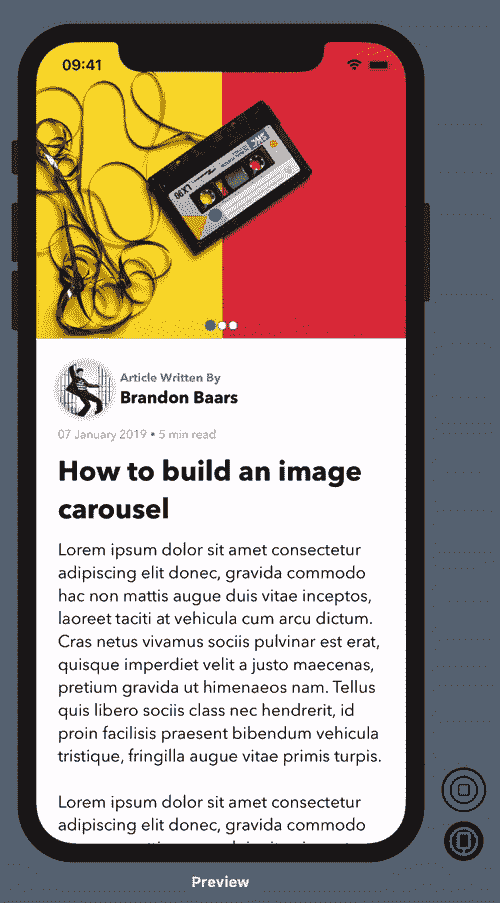 09:41
LX90
Article Written By
Brandon Baars
07 January 2019 • 5 min read
How to build an image
carousel
Lorem ipsum dolor sit amet consectetur
adipiscing elit donec, gravida commodo
hac non mattis augue duis vitae inceptos,
laoreet taciti at vehicula cum arcu dictum.
Cras netus vivamus sociis pulvinar est erat,
quisque imperdiet velit a justo maecenas,
pretium gravida ut himenaeos nam. Tellus
quis libero sociis class nec hendrerit, id
proin facilisis praesent bibendum vehicula
tristique, fringilla augue vitae primis turpis.
Lorem ipsum dolor sit amet consectetur
adipiscing elit donec, gravida commodo
Preview